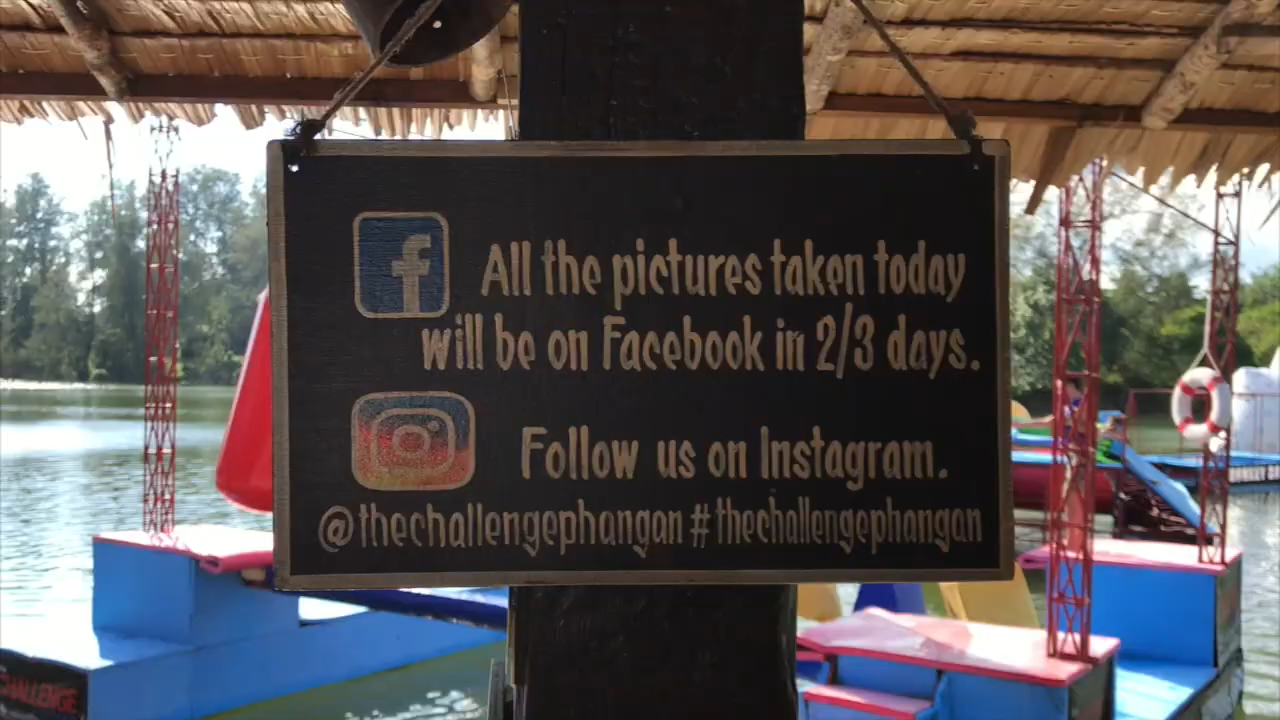 All the pictures taken today
will be on Facebook in 2/3 days.
Follow us on Instagram.
@thechallengephangan #thechallengephangan
CHALLENGE